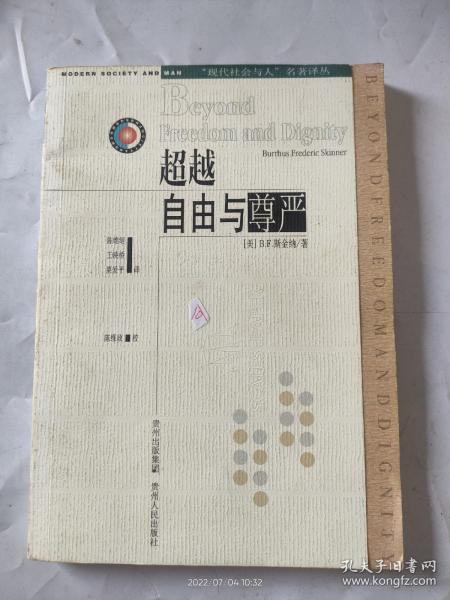 MODERN SOCIETY AND MAN "现代社会与人"名著译丛
Beyond
Freedom and Dignity
Burrhus Frederic Skinner
超越
自由与尊严
[美] B.F.斯金纳/著
陈维纲
王映桥
栗爱平 译
陈维政 校
贵州出版集团
贵州人民出版社
BEYONDFREEDOMANDDIGNIT
2022/07/04 10:32
孔夫子旧书网
www.kongfz.com